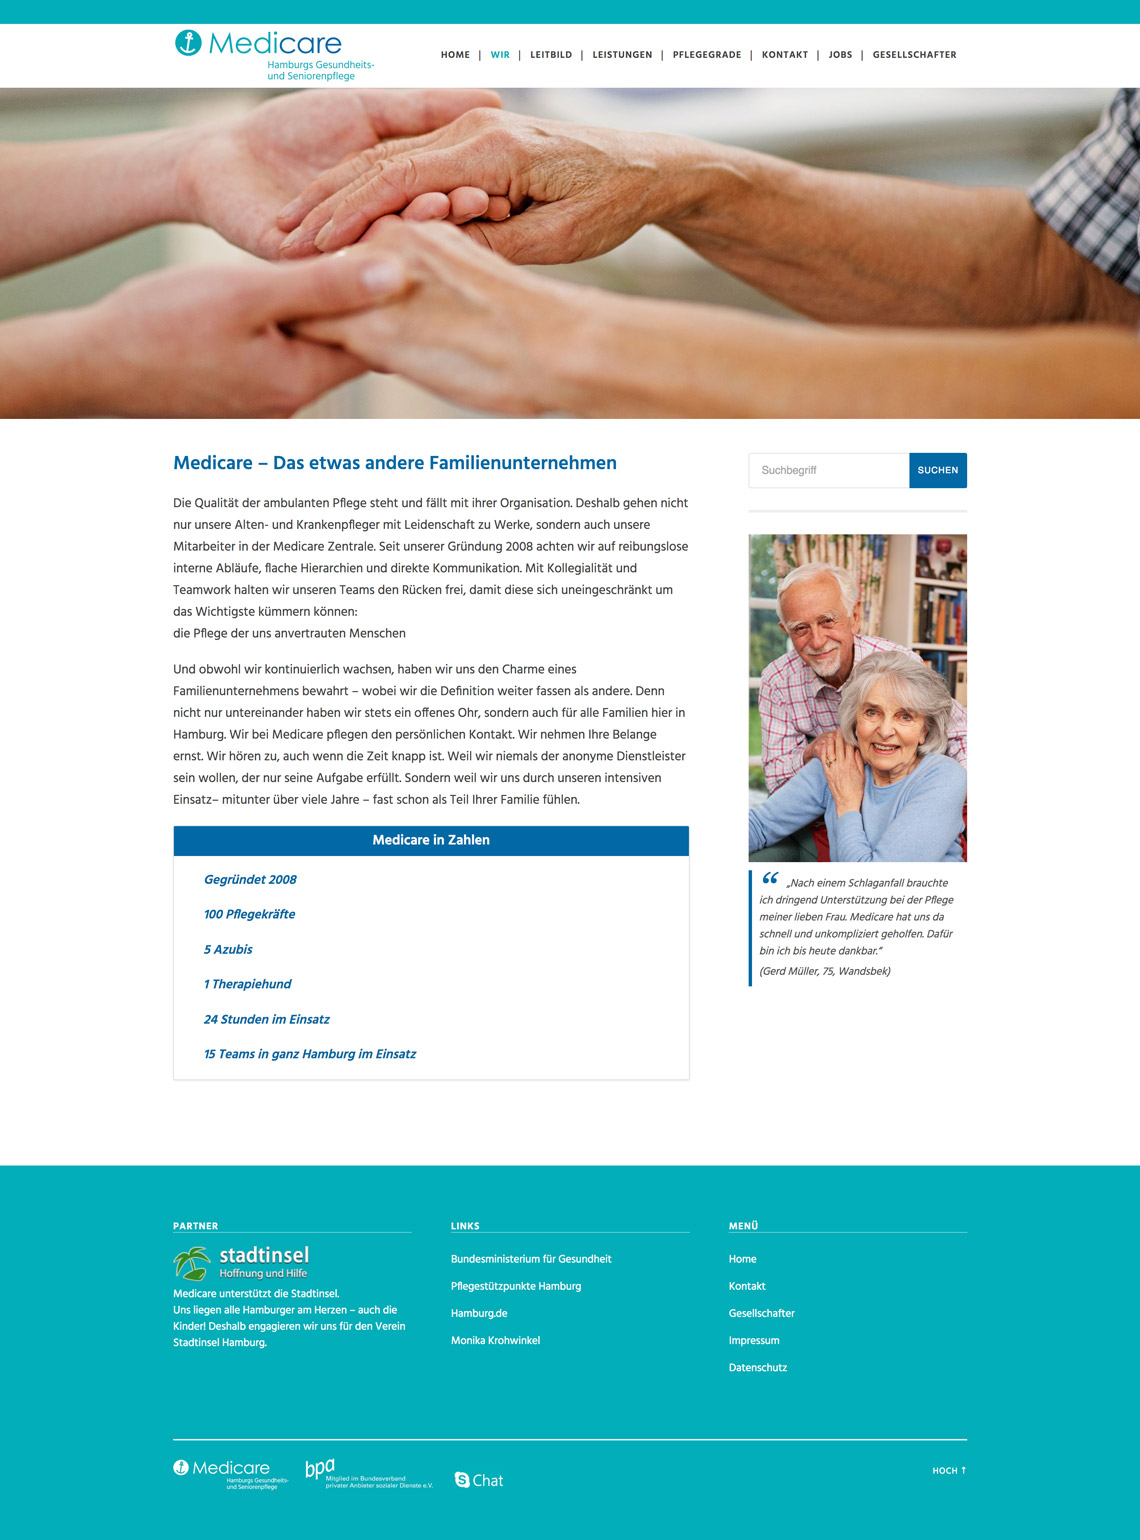 Medicare
Hamburgs Gesundheits-
und Seniorenpflege
HOME | WIR | LEITBILD | LEISTUNGEN | PFLEGEGRADE | KONTAKT | JOBS | GESELLSCHAFTER
Medicare – Das etwas andere Familienunternehmen
Die Qualität der ambulanten Pflege steht und fällt mit ihrer Organisation. Deshalb gehen nicht
nur unsere Alten- und Krankenpfleger mit Leidenschaft zu Werke, sondern auch unsere
Mitarbeiter in der Medicare Zentrale. Seit unserer Gründung 2008 achten wir auf reibungslose
interne Abläufe, flache Hierarchien und direkte Kommunikation. Mit Kollegialität und
Teamwork halten wir unseren Teams den Rücken frei, damit diese sich uneingeschränkt um
das Wichtigste kümmern können:
die Pflege der uns anvertrauten Menschen
Und obwohl wir kontinuierlich wachsen, haben wir uns den Charme eines
Familienunternehmens bewahrt – wobei wir die Definition weiter fassen als andere. Denn
nicht nur untereinander haben wir stets ein offenes Ohr, sondern auch für alle Familien hier in
Hamburg. Wir bei Medicare pflegen den persönlichen Kontakt. Wir nehmen Ihre Belange
ernst. Wir hören zu, auch wenn die Zeit knapp ist. Weil wir niemals der anonyme Dienstleister
sein wollen, der nur seine Aufgabe erfüllt. Sondern weil wir uns durch unseren intensiven
Einsatz– mitunter über viele Jahre – fast schon als Teil Ihrer Familie fühlen.
Medicare in Zahlen
Gegründet 2008
100 Pflegekräfte
5 Azubis
1 Therapiehund
24 Stunden im Einsatz
15 Teams in ganz Hamburg im Einsatz
Suchbegriff
SUCHEN
“ „Nach einem Schlaganfall brauchte
ich dringend Unterstützung bei der Pflege
meiner lieben Frau. Medicare hat uns da
schnell und unkompliziert geholfen. Dafür
bin ich bis heute dankbar.“
(Gerd Müller, 75, Wandsbek)
PARTNER
stadtinsel
Hoffnung und Hilfe
Medicare unterstützt die Stadtinsel.
Uns liegen alle Hamburger am Herzen – auch die
Kinder! Deshalb engagieren wir uns für den Verein
Stadtinsel Hamburg.
LINKS
Bundesministerium für Gesundheit
Pflegestützpunkte Hamburg
Hamburg.de
Monika Krohwinkel
MENÜ
Home
Kontakt
Gesellschafter
Impressum
Datenschutz
Medicare
Hamburgs Gesundheits-
und Seniorenpflege
bpa
Mitglied im Bundesverband
privater Anbieter sozialer Dienste e.V.
Chat
HOCH ↑